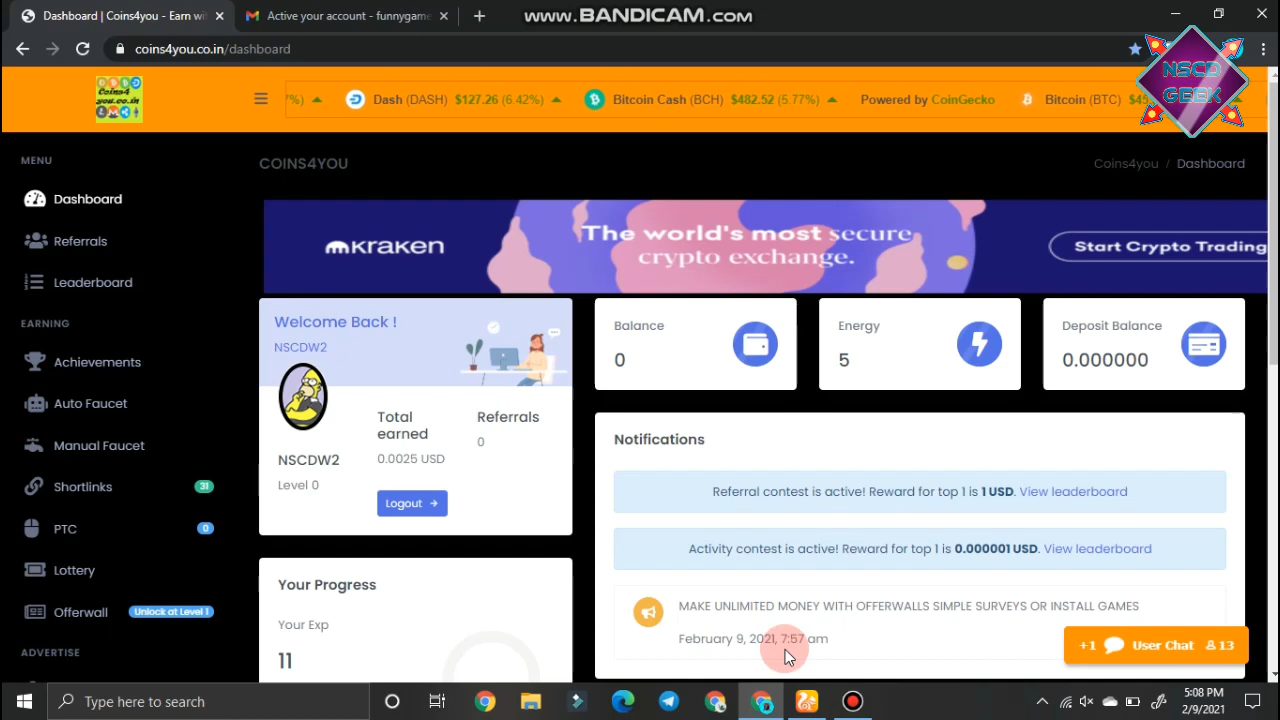 Dashboard | Coins4you - Earn wit
Active your account - funnygame
www.BANDICAM.com
coins4you.co.in/dashboard
Coins4
you.co.in
%)
Dash (DASH) $127.26 (6.42%)
Bitcoin Cash (BCH) $482.52 (5.77%)
Powered by CoinGecko
Bitcoin (BTC)
NSCD
GEEK
MENU
COINS4YOU
Coins4you / Dashboard
Dashboard
Referrals
Leaderboard
EARNING
Achievements
Auto Faucet
Manual Faucet
Shortlinks 31
PTC 0
Lottery
Offerwall Unlock at Level 1
ADVERTISE
kraken
The world's most secure
crypto exchange.
Start Crypto Trading
Welcome Back !
NSCDW2
Total
earned
Referrals
0.0025 USD
0
NSCDW2
Level 0
Logout
Balance
0
Energy
5
Deposit Balance
0.000000
Notifications
Referral contest is active! Reward for top 1 is 1 USD. View leaderboard
Activity contest is active! Reward for top 1 is 0.000001 USD. View leaderboard
MAKE UNLIMITED MONEY WITH OFFERWALLS SIMPLE SURVEYS OR INSTALL GAMES
February 9, 2021, 7:57 am
Your Progress
Your Exp
11
+1 User Chat 13
Type here to search
5:08 PM
2/9/2021